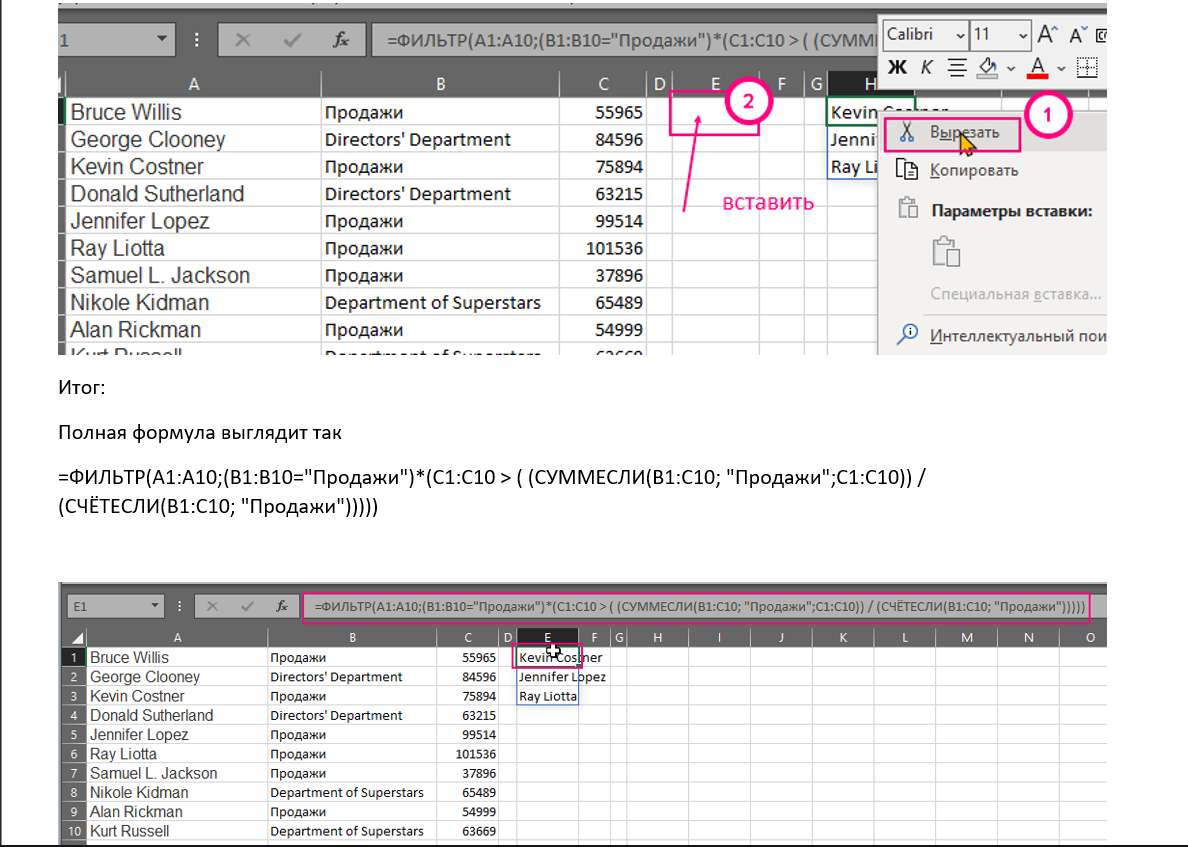 1 fx =ФИЛЬТР(A1:A10;(B1:B10="Продажи")*(C1:C10 > ( (СУММ
Calibri 11 A A
Ж К A
A B C D E F G H
Bruce Willis Продажи 55965 2 Kevin Costner 1
George Clooney Directors' Department 84596 Jenni Вырезать
Kevin Costner Продажи 75894 Ray Li Копировать
Donald Sutherland Directors' Department 63215 вставить Параметры вставки:
Jennifer Lopez Продажи 99514
Ray Liotta Продажи 101536
Samuel L. Jackson Продажи 37896
Nikole Kidman Department of Superstars 65489 Специальная вставка...
Alan Rickman Продажи 54999 Интеллектуальный пои
Kurt Russell Department of Superstars 63669
Итог:
Полная формула выглядит так
=ФИЛЬТР(A1:A10;(B1:B10="Продажи")*(C1:C10 > ( (СУММЕСЛИ(B1:C10; "Продажи";C1:C10)) /
(СЧЁТЕСЛИ(B1:C10; "Продажи")))))
E1 fx =ФИЛЬТР(A1:A10;(B1:B10="Продажи")*(C1:C10 > ( (СУММЕСЛИ(B1:C10; "Продажи";C1:C10)) / (СЧЁТЕСЛИ(B1:C10; "Продажи")))))
A B C D E F G H I J K L M N O
1 Bruce Willis Продажи 55965 Kevin Costner
2 George Clooney Directors' Department 84596 Jennifer Lopez
3 Kevin Costner Продажи 75894 Ray Liotta
4 Donald Sutherland Directors' Department 63215
5 Jennifer Lopez Продажи 99514
6 Ray Liotta Продажи 101536
7 Samuel L. Jackson Продажи 37896
8 Nikole Kidman Department of Superstars 65489
9 Alan Rickman Продажи 54999
10 Kurt Russell Department of Superstars 63669